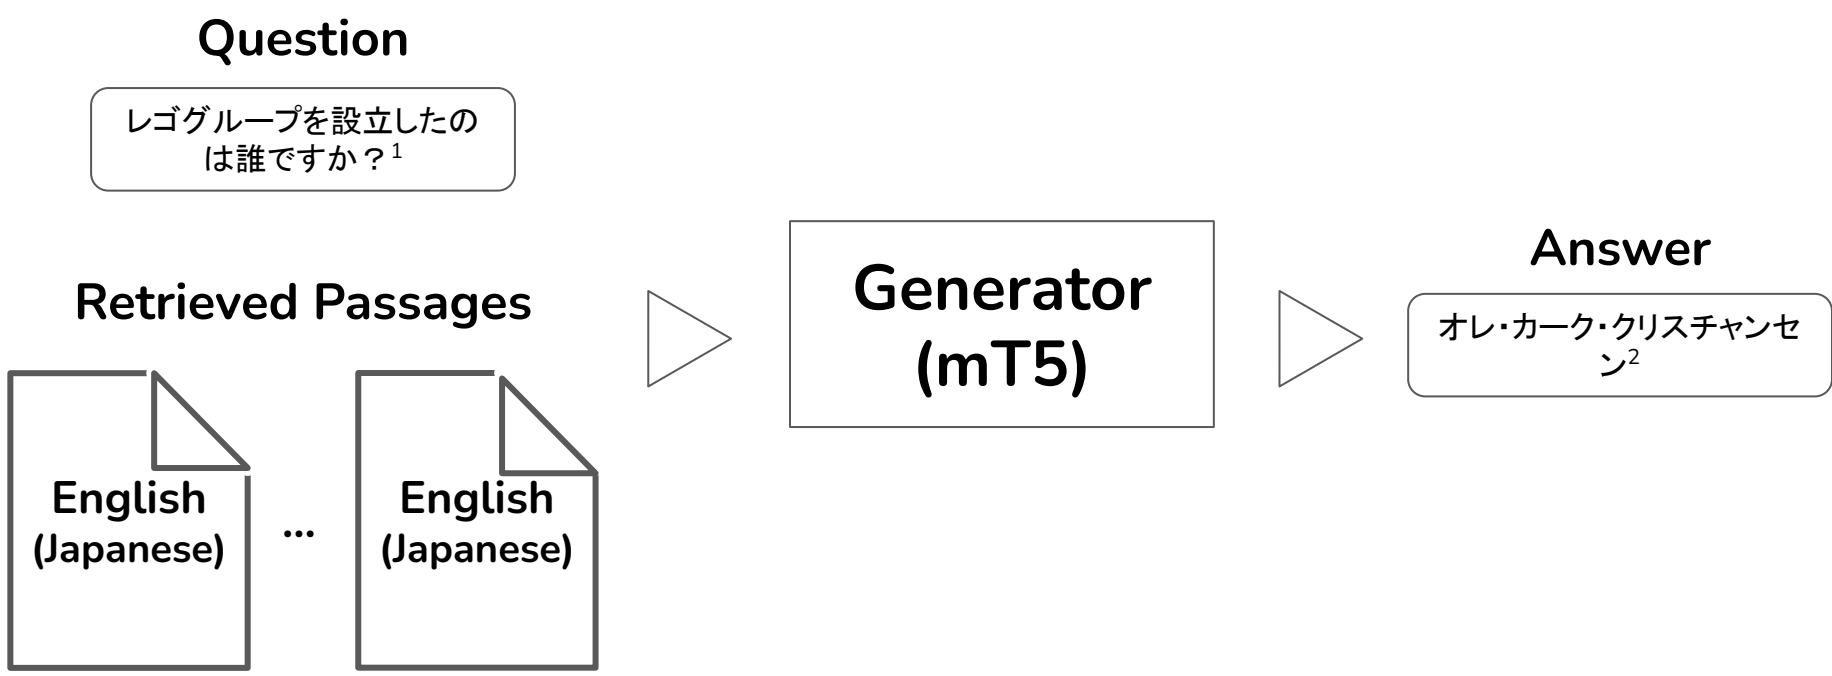 Question
レゴグループを設立したの
は誰ですか？1
Retrieved Passages
English
(Japanese)
...
English
(Japanese)
Generator
(mT5)
Answer
オレ・カーク・クリスチャンセ
ン2